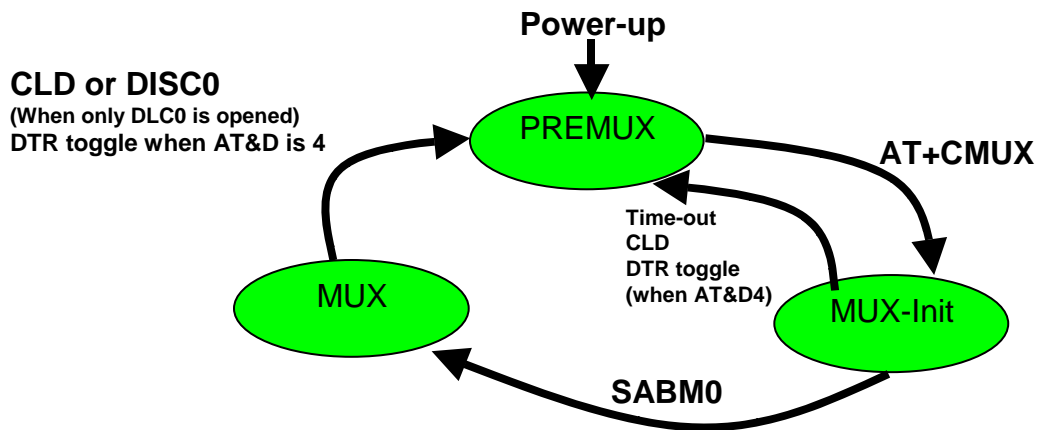 Power-up
CLD or DISC0
(When only DLC0 is opened)
DTR toggle when AT&D is 4
PREMUX
AT+CMUX
Time-out
CLD
DTR toggle
(when AT&D4)
MUX
MUX-Init
SABM0